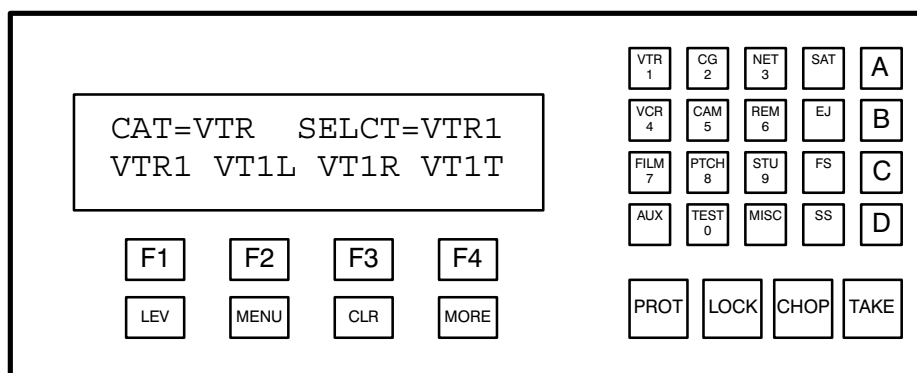 CAT=VTR SELCT=VTR1
VTR1 VT1L VT1R VT1T
F1 F2 F3 F4
LEV MENU CLR MORE
VTR 1 CG 2 NET 3 SAT A
VCR 4 CAM 5 REM 6 EJ B
FILM 7 PTCH 8 STU 9 FS C
AUX TEST 0 MISC SS D
PROT LOCK CHOP TAKE